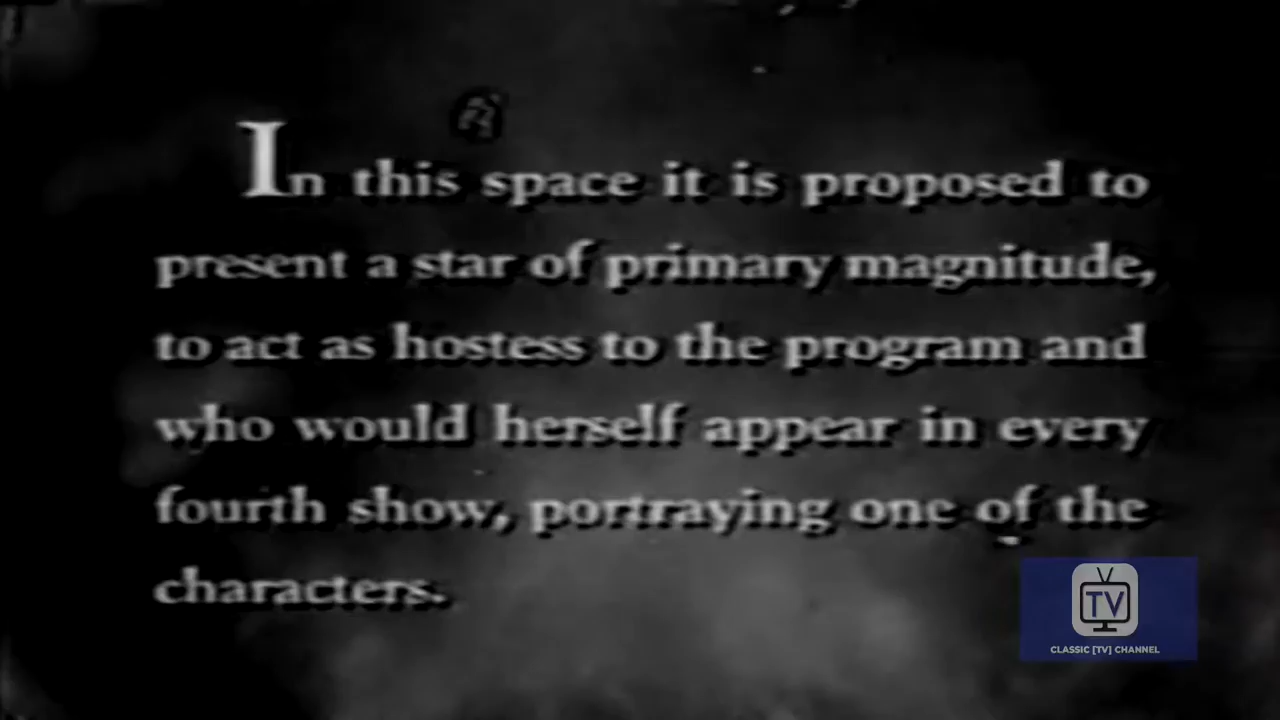 In this space it is proposed to
present a star of primary magnitude,
to act as hostess to the program and
who would herself appear in every
fourth show, portraying one of the
characters.
TV
CLASSIC [TV] CHANNEL